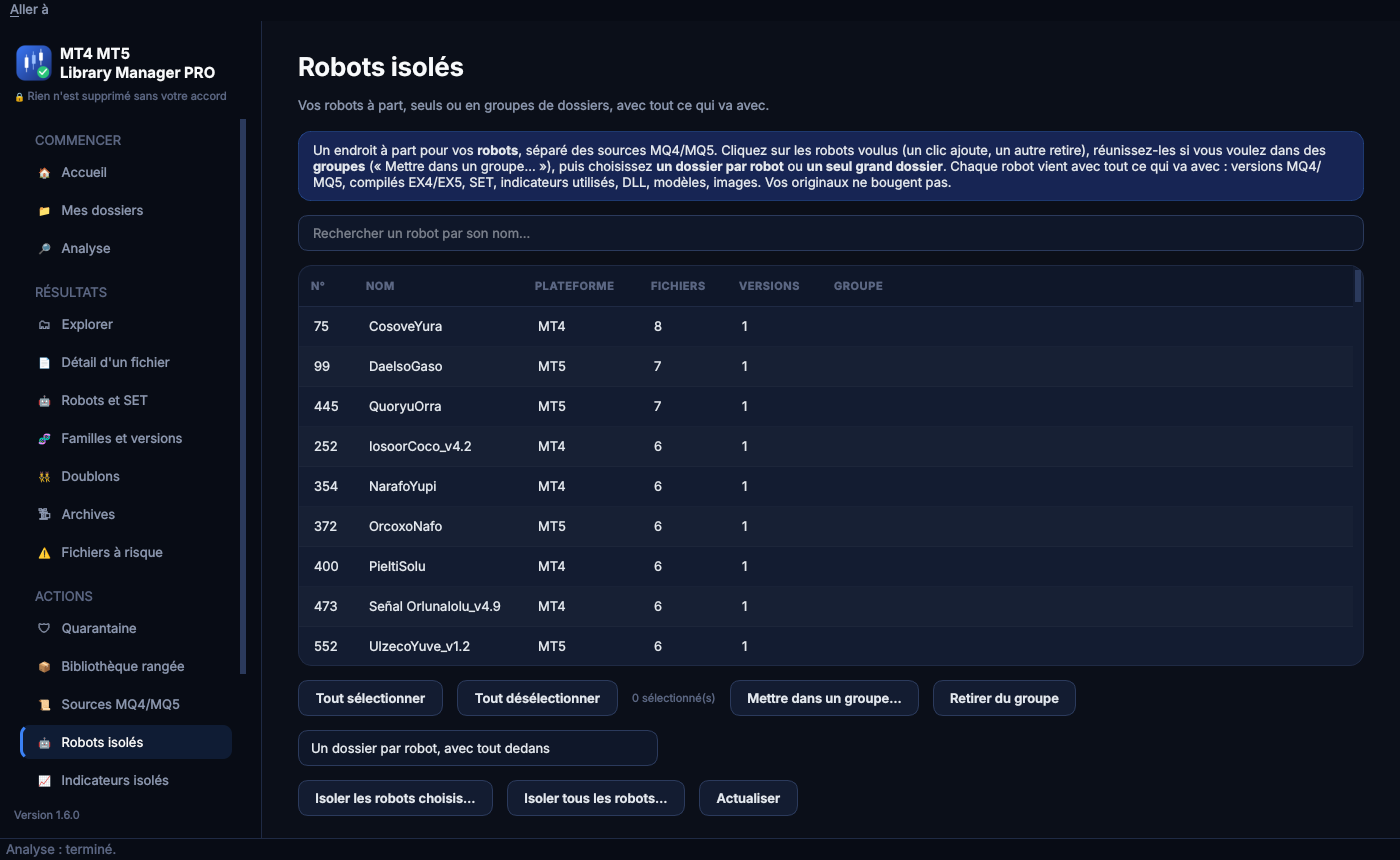 Aller à
MT4 MT5
Library Manager PRO
Rien n'est supprimé sans votre accord
COMMENCER
Accueil
Mes dossiers
Analyse
RÉSULTATS
Explorer
Détail d'un fichier
Robots et SET
Familles et versions
Doublons
Archives
Fichiers à risque
ACTIONS
Quarantaine
Bibliothèque rangée
Sources MQ4/MQ5
Robots isolés
Indicateurs isolés
Version 1.6.0
Robots isolés
Vos robots à part, seuls ou en groupes de dossiers, avec tout ce qui va avec.
Un endroit à part pour vos robots, séparé des sources MQ4/MQ5. Cliquez sur les robots voulus (un clic ajoute, un autre retire), réunissez-les si vous voulez dans des
groupes (« Mettre dans un groupe... »), puis choisissez un dossier par robot ou un seul grand dossier. Chaque robot vient avec tout ce qui va avec : versions MQ4/
MQ5, compilés EX4/EX5, SET, indicateurs utilisés, DLL, modèles, images. Vos originaux ne bougent pas.
Rechercher un robot par son nom...
N° NOM PLATEFORME FICHIERS VERSIONS GROUPE
75 CosoveYura MT4 8 1
99 DaelsoGaso MT5 7 1
445 QuoryuOrra MT5 7 1
252 IosoorCoco_v4.2 MT4 6 1
354 NarafoYupi MT4 6 1
372 OrcoxoNafo MT5 6 1
400 PieltiSolu MT4 6 1
473 Señal Orlunalolu_v4.9 MT4 6 1
552 UlzecoYuve_v1.2 MT5 6 1
Tout sélectionner Tout désélectionner 0 sélectionné(s) Mettre dans un groupe... Retirer du groupe
Un dossier par robot, avec tout dedans
Isoler les robots choisis... Isoler tous les robots... Actualiser
Analyse : terminé.